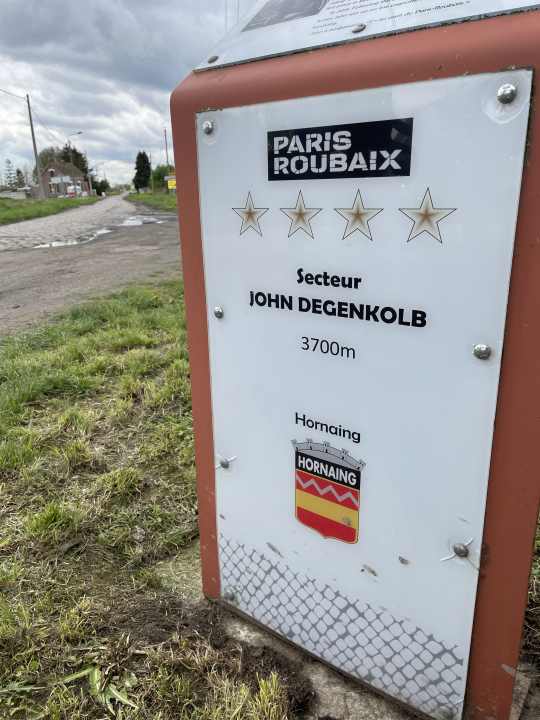 PARIS
ROUBAIX
Secteur
JOHN DEGENKOLB
3700m
Hornaing
HORNAING